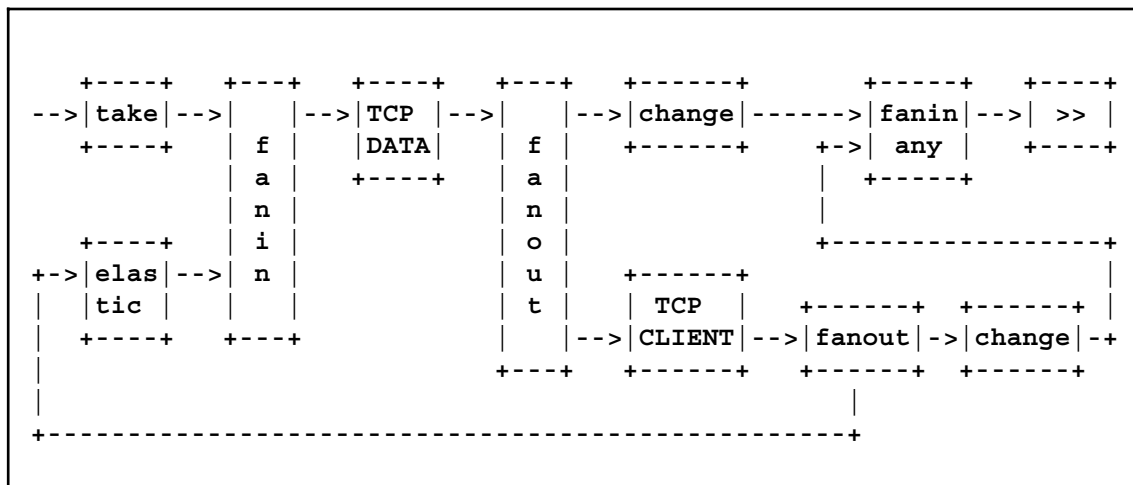 +----+   +---+   +----+   +---+   +------+       +-----+   +----+
-->|take|-->|   |-->|TCP |-->|   |-->|change|------>|fanin|-->| >> |
   +----+   | f |   |DATA|   | f |   +------+    +->| any |   +----+
            | a |   +----+   | a |               |  +-----+
            | n |            | n |               |
   +----+   | i |            | o |               +------------------+
+->|elas|-->| n |            | u |   +------+                       |
|  |tic |   |   |            | t |   | TCP  |   +------+  +------+  |
|  +----+   +---+            |   |-->|CLIENT|-->|fanout|->|change|-+
|                            +---+   +------+   +------+  +------+
|                                                  |
+--------------------------------------------------+